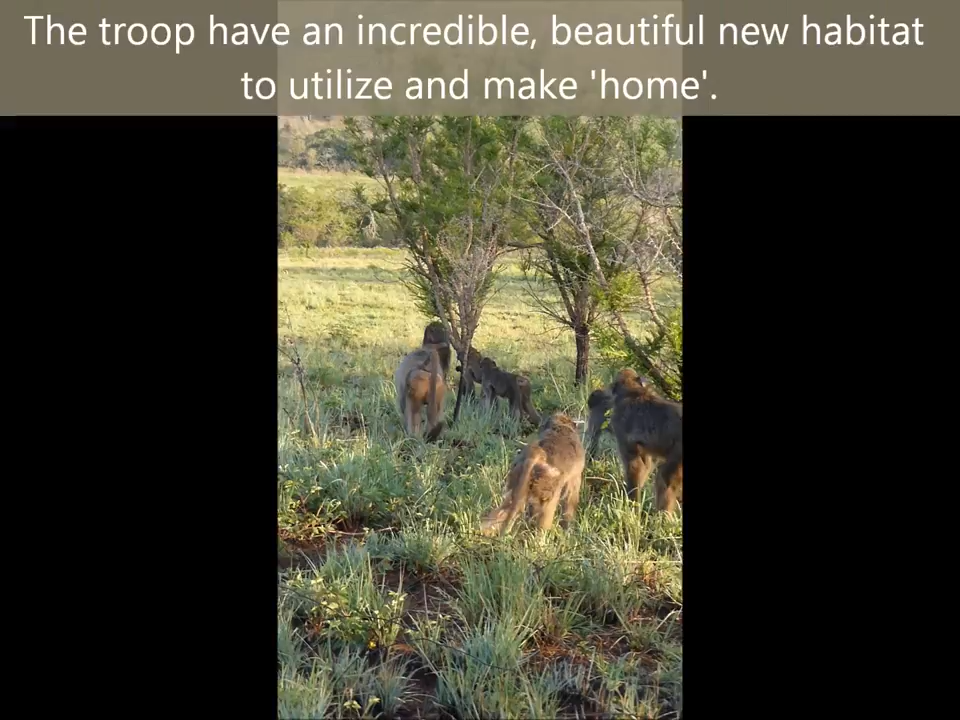 The troop have an incredible, beautiful new habitat
to utilize and make 'home'.